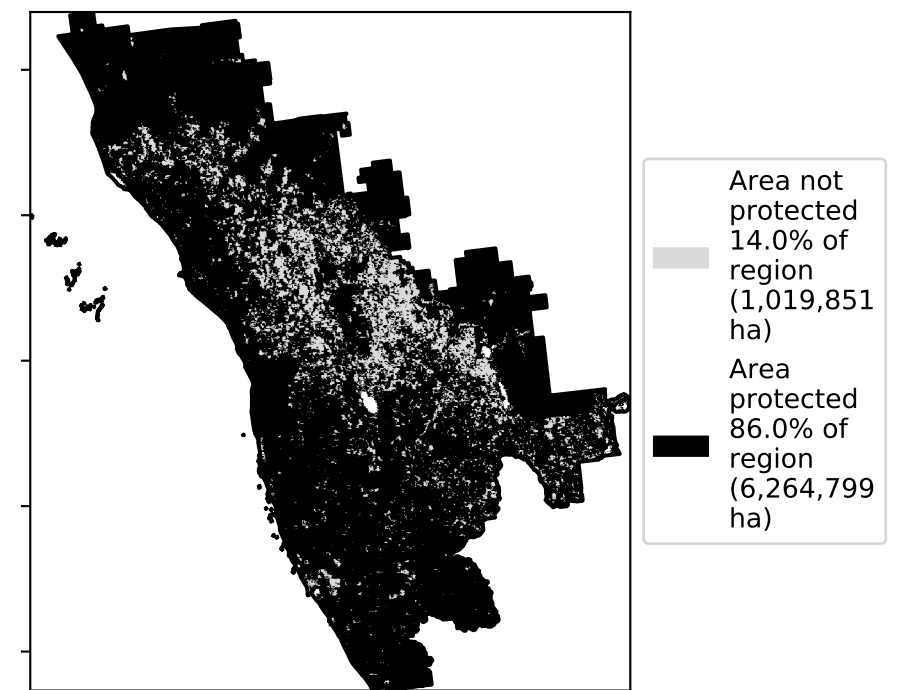 Area not
protected
14.0% of
region
(1,019,851
ha)
Area
protected
86.0% of
region
(6,264,799
ha)